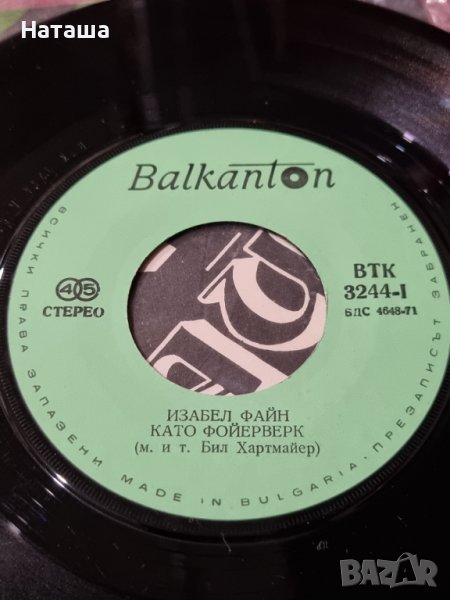 Наташа
Balkanton
45
СТЕРЕО
ВТК
3244-I
БДС 4648-71
ИЗАБЕЛ ФАЙН
КАТО ФОЙЕРВЕРК
(м. и т. Бил Хартмайер)
ВСИЧКИ ПРАВА ЗАПАЗЕНИ MADE IN BULGARIA · ПРЕЗАПИСЪТ ЗАБРАНЕН
BAZAR